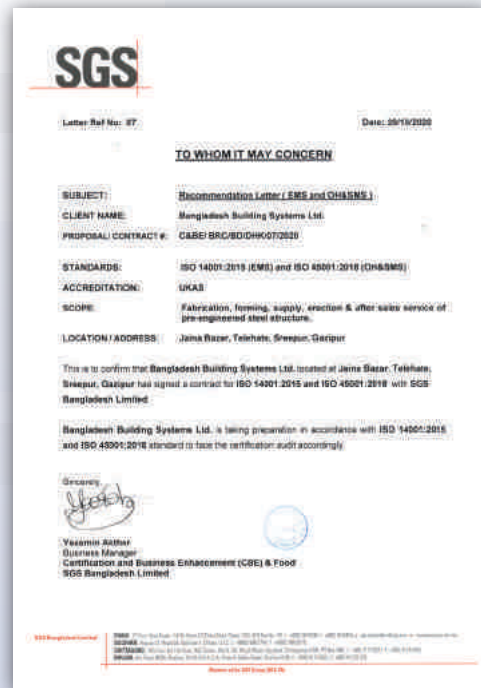 SGS
Letter Ref No: 07 Date: 20/10/2020
TO WHOM IT MAY CONCERN
SUBJECT: Recommendation Letter ( EMS and OH&SMS )
CLIENT NAME: Bangladesh Building Systems Ltd.
PROPOSAL/ CONTRACT #: C&BE/ BRC/BD/DHK/07/2020
STANDARDS: ISO 14001:2015 (EMS) and ISO 45001:2018 (OH&SMS)
ACCREDITATION: UKAS
SCOPE: Fabrication, forming, supply, erection & after sales service of
pre-engineered steel structure.
LOCATION / ADDRESS: Jaina Bazar, Telehate, Sreepur, Gazipur
This is to confirm that Bangladesh Building Systems Ltd. located at Jaina Bazar, Telehate,
Sreepur, Gazipur has signed a contract for ISO 14001:2015 and ISO 45001:2018 with SGS
Bangladesh Limited
Bangladesh Building Systems Ltd. is taking preparation in accordance with ISO 14001:2015
and ISO 45001:2018 standard to face the certification audit accordingly.
Sincerely
Yasamin Akther
Business Manager
Certification and Business Enhancement (CBE) & Food
SGS Bangladesh Limited
SGS Bangladesh Limited